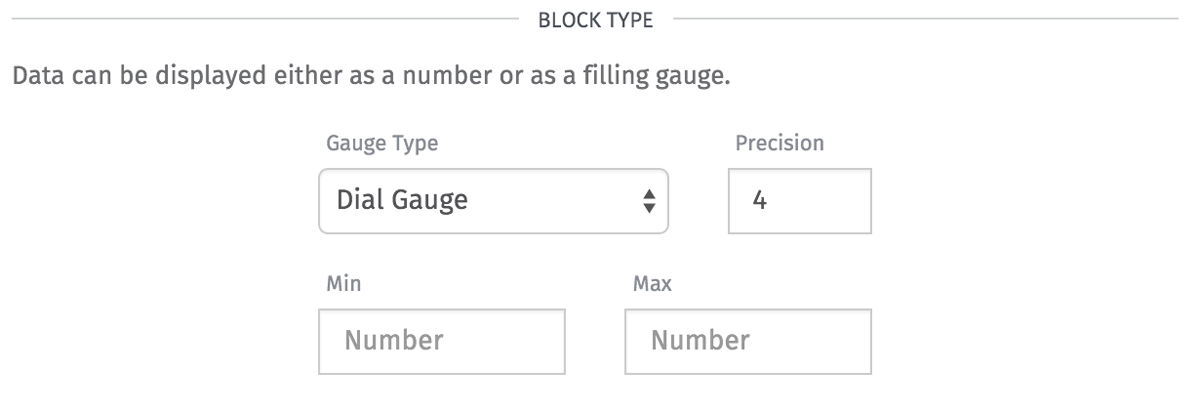 BLOCK TYPE
Data can be displayed either as a number or as a filling gauge.
Gauge Type Precision
Dial Gauge 4
Min Max
Number Number